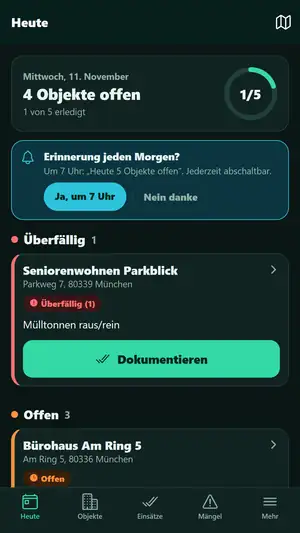 Heute
Mittwoch, 11. November
4 Objekte offen
1 von 5 erledigt
1/5
Erinnerung jeden Morgen?
Um 7 Uhr: „Heute 5 Objekte offen“. Jederzeit abschaltbar.
Ja, um 7 Uhr
Nein danke
Überfällig 1
Seniorenwohnen Parkblick
Parkweg 7, 80339 München
Überfällig (1)
Mülltonnen raus/rein
Dokumentieren
Offen 3
Bürohaus Am Ring 5
Am Ring 5, 80336 München
Offen
Heute
Objekte
Einsätze
Mängel
Mehr